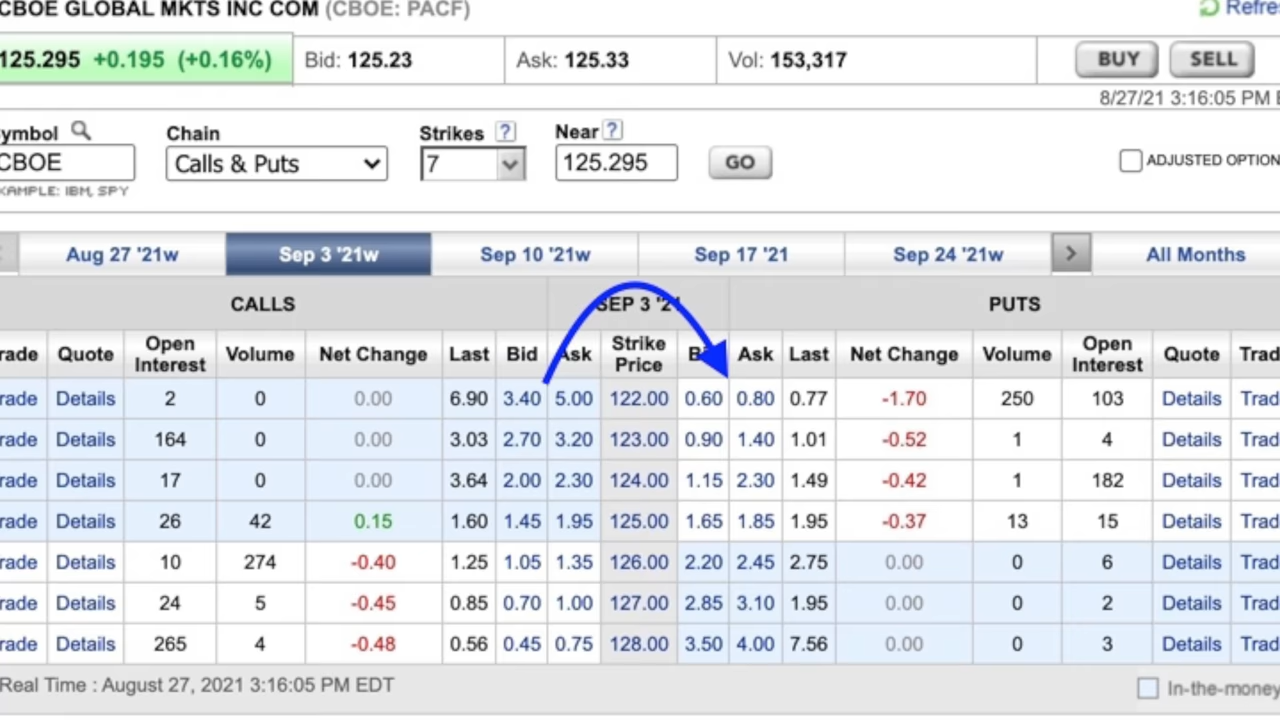 CBOE GLOBAL MKTS INC COM (CBOE: PACF) Refre
125.295 +0.195 (+0.16%) Bid: 125.23 Ask: 125.33 Vol: 153,317 BUY SELL
8/27/21 3:16:05 PM E
ymbol Chain Strikes ? Near ?
CBOE Calls & Puts 7 125.295 GO ADJUSTED OPTION
XAMPLE: IBM, SPY
Aug 27 '21w Sep 3 '21w Sep 10 '21w Sep 17 '21 Sep 24 '21w > All Months
CALLS SEP 3 '21 PUTS
rade Quote Open Interest Volume Net Change Last Bid Ask Strike Price Bid Ask Last Net Change Volume Open Interest Quote Trad
rade Details 2 0 0.00 6.90 3.40 5.00 122.00 0.60 0.80 0.77 -1.70 250 103 Details Trad
rade Details 164 0 0.00 3.03 2.70 3.20 123.00 0.90 1.40 1.01 -0.52 1 4 Details Trad
rade Details 17 0 0.00 3.64 2.00 2.30 124.00 1.15 2.30 1.49 -0.42 1 182 Details Trad
rade Details 26 42 0.15 1.60 1.45 1.95 125.00 1.65 1.85 1.95 -0.37 13 15 Details Trad
rade Details 10 274 -0.40 1.25 1.05 1.35 126.00 2.20 2.45 2.75 0.00 0 6 Details Trad
rade Details 24 5 -0.45 0.85 0.70 1.00 127.00 2.85 3.10 1.95 0.00 0 2 Details Trad
rade Details 265 4 -0.48 0.56 0.45 0.75 128.00 3.50 4.00 7.56 0.00 0 3 Details Trad
Real Time : August 27, 2021 3:16:05 PM EDT In-the-money